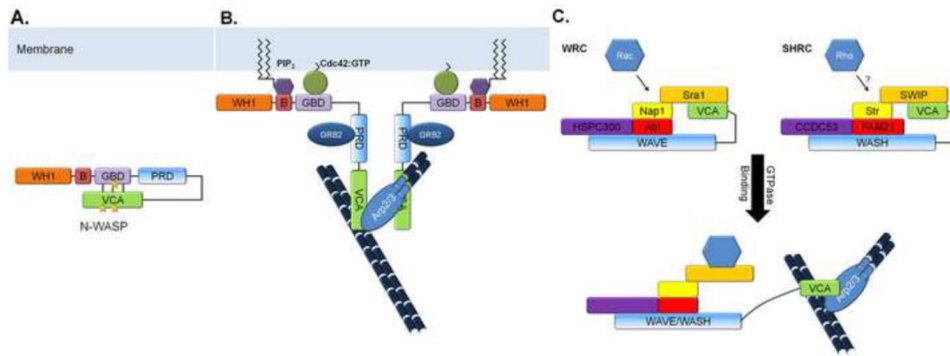 A.
B.
C.
Membrane
PIP2
Cdc42:GTP
WH1
B
GBD
GBD
B
WH1
GRB2
PRD
PRD
GRB2
VCA
Arp2/3
WH1
B
GBD
PRD
VCA
N-WASP
WRC
Rac
Sra1
Nap1
VCA
HSPC300
Abi
WAVE
SHRC
Rho
?
SWIP
Str
VCA
CCDC53
FAM21
WASH
GTPase
Binding
WAVE/WASH
VCA
Arp2/3